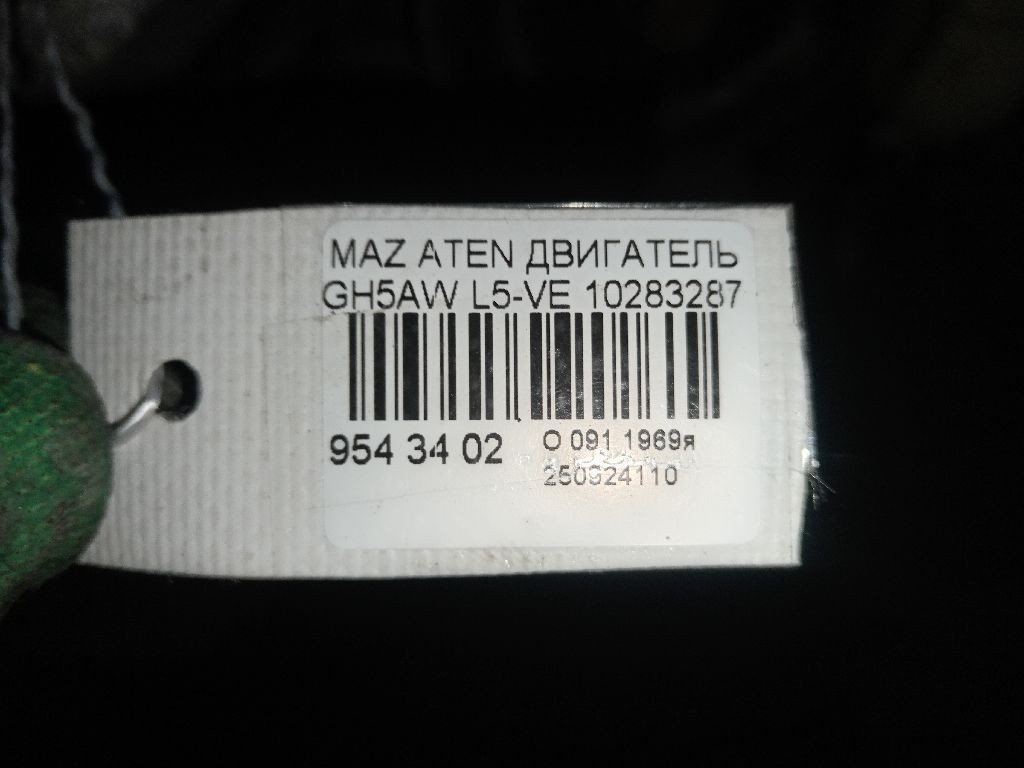 MAZ ATEN ДВИГАТЕЛЬ
GH5AW L5-VE 10283287
954 34 02
О 091 1969я
250924110